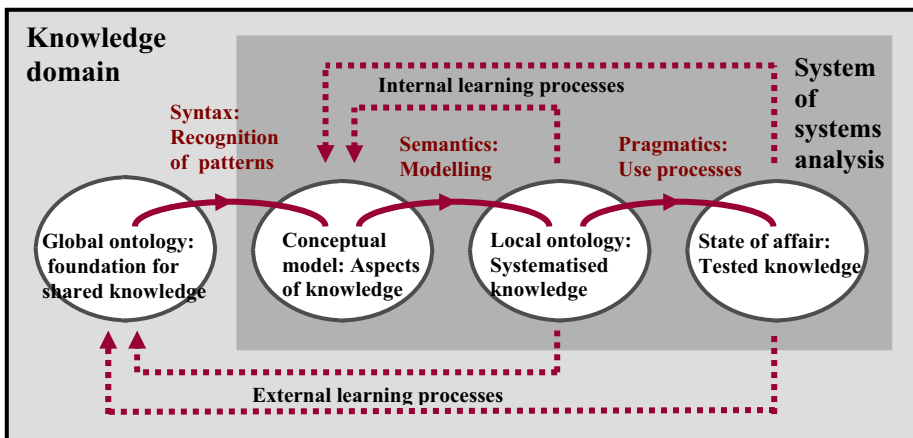 Knowledge
domain
System
of
systems
analysis
Internal learning processes
Syntax:
Recognition
of patterns
Semantics:
Modelling
Pragmatics:
Use processes
Global ontology:
foundation for
shared knowledge
Conceptual
model: Aspects
of knowledge
Local ontology:
Systematised
knowledge
State of affair:
Tested knowledge
External learning processes